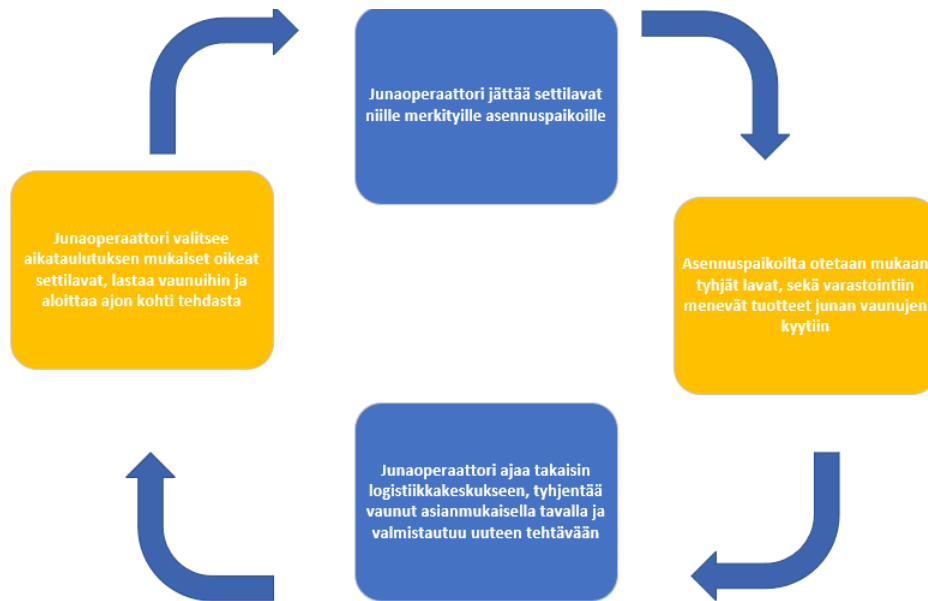 Junaoperaattori jättää settilavat
niille merkityille asennuspaikoille
Junaoperaattori valitsee
aikataulutuksen mukaiset oikeat
settilavat, lastaa vaunuihin ja
aloittaa ajon kohti tehdasta
Asennuspaikoilta otetaan mukaan
tyhjät lavat, sekä varastointiin
menevät tuotteet junan vaunujen
kyytiin
Junaoperaattori ajaa takaisin
logistiikkakeskukseen, tyhjentää
vaunut asianmukaisella tavalla ja
valmistautuu uuteen tehtävään